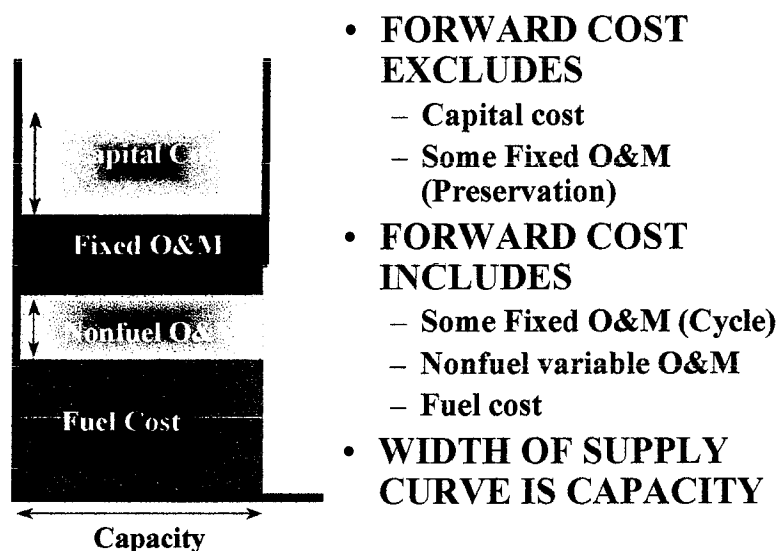 Fixed O&M
Nonfuel O&
Fuel Cost
Capacity
• FORWARD COST
EXCLUDES
– Capital cost
– Some Fixed O&M
(Preservation)
• FORWARD COST
INCLUDES
– Some Fixed O&M (Cycle)
– Nonfuel variable O&M
– Fuel cost
• WIDTH OF SUPPLY
CURVE IS CAPACITY